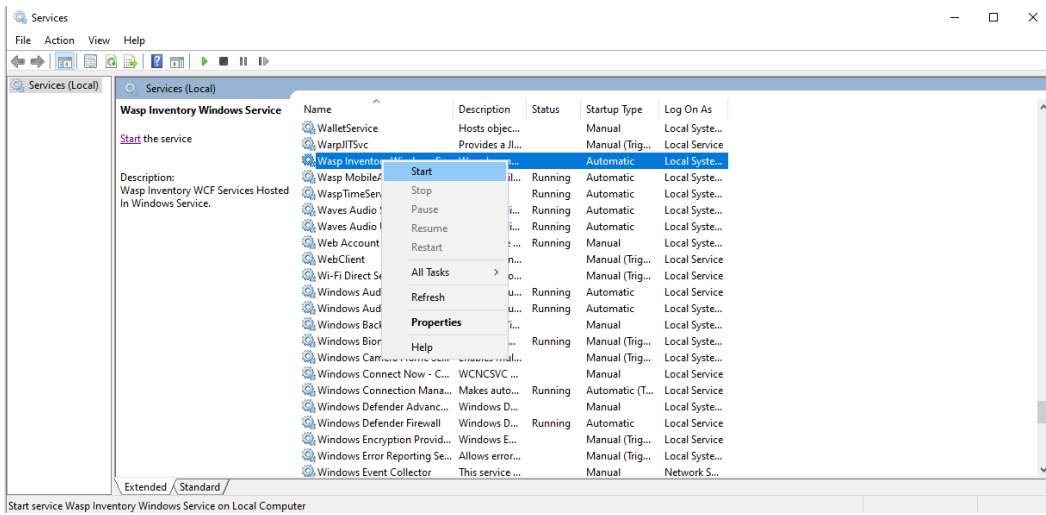 Services
File Action View Help
Services (Local)
Services (Local)
Wasp Inventory Windows Service
Start the service
Description:
Wasp Inventory WCF Services Hosted
In Windows Service.
Name Description Status Startup Type Log On As
WalletService Hosts objec... Manual Local Syste...
WarpJITSvc Provides a JI... Manual (Trig... Local Service
Wasp Inventory Automatic Local Syste...
Wasp MobileA Running Automatic Local Syste...
WaspTimeServ Running Automatic Local Syste...
Waves Audio Running Automatic Local Syste...
Waves Audio Running Automatic Local Syste...
Web Account Running Manual Local Syste...
WebClient Manual (Trig... Local Service
Wi-Fi Direct Se Manual (Trig... Local Service
Windows Aud Running Automatic Local Service
Windows Aud Running Automatic Local Syste...
Windows Back Manual Local Syste...
Windows Bion Running Manual (Trig... Local Syste...
Windows Manual (Trig... Local Service
Windows Connect Now - C... WCNCSVC ... Manual Local Service
Windows Connection Mana... Makes auto... Running Automatic (T... Local Service
Windows Defender Advanc... Windows D... Manual Local Syste...
Windows Defender Firewall Windows D... Running Automatic Local Service
Windows Encryption Provid... Windows E... Manual (Trig... Local Service
Windows Error Reporting Se... Allows error... Manual (Trig... Local Syste...
Windows Event Collector This service ... Manual Network S...
Start
Stop
Pause
Resume
Restart
All Tasks
Refresh
Properties
Help
Extended Standard
Start service Wasp Inventory Windows Service on Local Computer